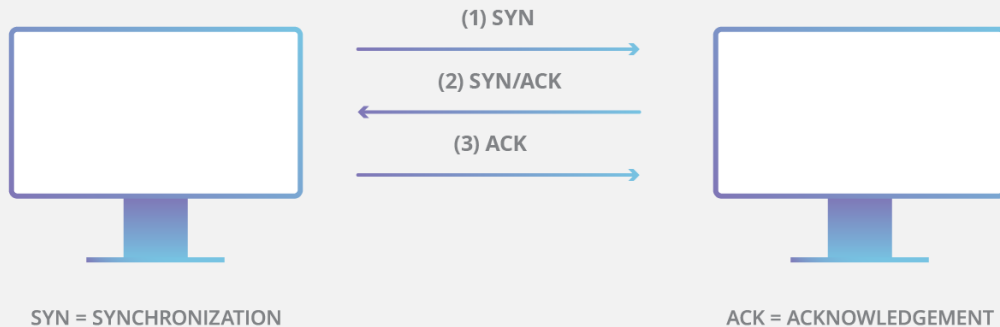 (1) SYN
(2) SYN/ACK
(3) ACK
SYN = SYNCHRONIZATION
ACK = ACKNOWLEDGEMENT